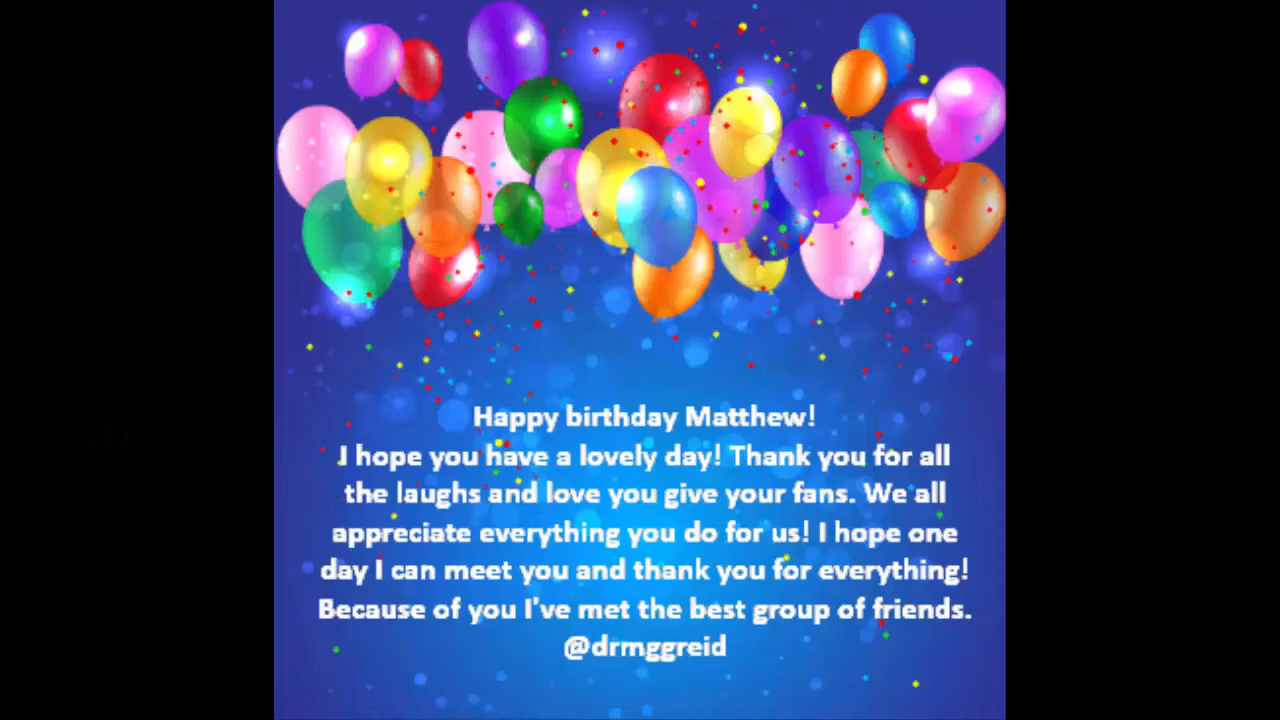 Happy birthday Matthew!
I hope you have a lovely day! Thank you for all
the laughs and love you give your fans. We all
appreciate everything you do for us! I hope one
day I can meet you and thank you for everything!
Because of you I've met the best group of friends.
@drmggreid